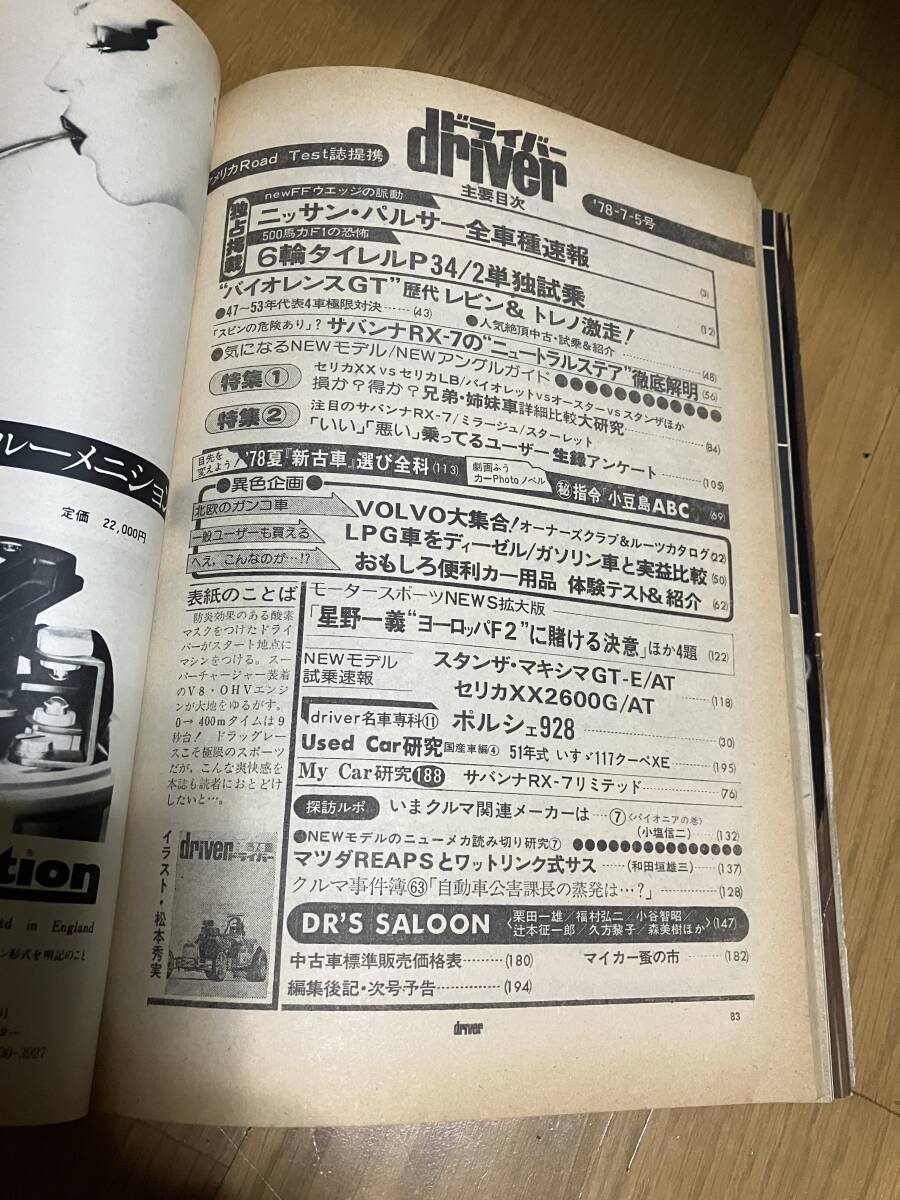 アメリカRoad Test誌提携
ドライバー
driver
主要目次
'78-7-5号
独占掲載
newFFウエッジの脈動
ニッサン・パルサー全車種速報
(3)
500馬力F1の恐怖
6輪タイレルP34/2単独試乗
(12)
"バイオレンスGT"歴代レビン&トレノ激走!
●47〜53年代表4車極限対決……(43)
●人気絶頂中古・試乗&紹介
(48)
「スピンの危険あり」?サバンナRX-7の"ニュートラルステア"徹底解明(56)
●気になるNEWモデル/NEWアングルガイド
特集①
セリカXX vs セリカLB/バイオレットvsオースターvsスタンザほか
損か?得か?兄弟・姉妹車詳細比較大研究
(84)
特集②
注目のサバンナRX-7/ミラージュ/スターレット
「いい」「悪い」乗ってるユーザー生録アンケート
(105)
目先を変えよう
'78夏『新古車』選び全科(113)
劇画ふうカーPhotoノベル
㊙指令「小豆島ABC」(69)
●異色企画●
北欧のガンコ車
VOLVO大集合!オーナーズクラブ&ルーツカタログ(22)
一般ユーザーも買える
LPG車をディーゼル/ガソリン車と実益比較(50)
へえ、こんなのが…!?
おもしろ便利カー用品 体験テスト&紹介(62)
表紙のことば
防炎効果のある酸素
マスクをつけたドライ
バーがスタート地点に
マシンをつける。スー
パーチャージャー装着
のV8・OHVエンジ
ンが大地をゆるがす。
0→400mタイムは9
秒台! ドラッグレー
スこそ極限のスポーツ
だが、こんな爽快感を
本誌も読者におとどけ
したいと…。
イラスト・松本秀実
driver
ドライバー
モータースポーツNEWS拡大版
「星野一義"ヨーロッパF2"に賭ける決意」ほか4題
(122)
NEWモデル
試乗速報
スタンザ・マキシマGT-E/AT
セリカXX2600G/AT
(118)
driver名車専科⑪ ポルシェ928
(30)
Used Car研究 国産車編④ 51年式 いすゞ117クーペXE
(195)
My Car研究188 サバンナRX-7リミテッド
(76)
探訪ルポ
いまクルマ関連メーカーは…⑦〈パイオニアの巻〉
(小塩信二)
(132)
●NEWモデルのニューメカ読み切り研究⑦
マツダREAPSとワットリンク式サス
(和田垣雄三)
(137)
クルマ事件簿63「自動車公害課長の蒸発は…?」
(128)
DR'S SALOON
〈栗田一雄/福村弘二/小谷智昭/
辻本征一郎/久方黎子/森美樹ほか〉(147)
中古車標準販売価格表………(180)
マイカー蚤の市……(182)
編集後記・次号予告…………(194)
driver
83
ルーメニション
定価 22,000円
tion
in England
ン形式を明記のこと
-3927